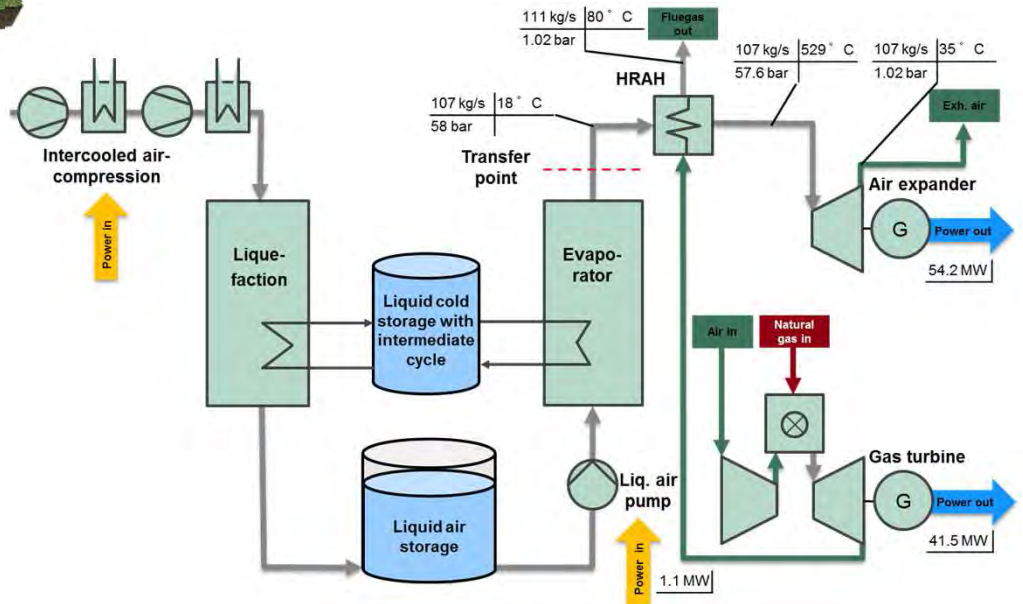 111 kg/s 80° C
1.02 bar
Fluegas
out
HRAH
107 kg/s 529° C
57.6 bar
107 kg/s 35° C
1.02 bar
Exh. air
107 kg/s 18° C
58 bar
Transfer
point
Intercooled air-
compression
Power in
Air expander
G
Power out
54.2 MW
Lique-
faction
Liquid cold
storage with
intermediate
cycle
Evapo-
rator
Air in
Natural
gas in
Gas turbine
G
Power out
41.5 MW
Liquid air
storage
Liq. air
pump
Power in
1.1 MW